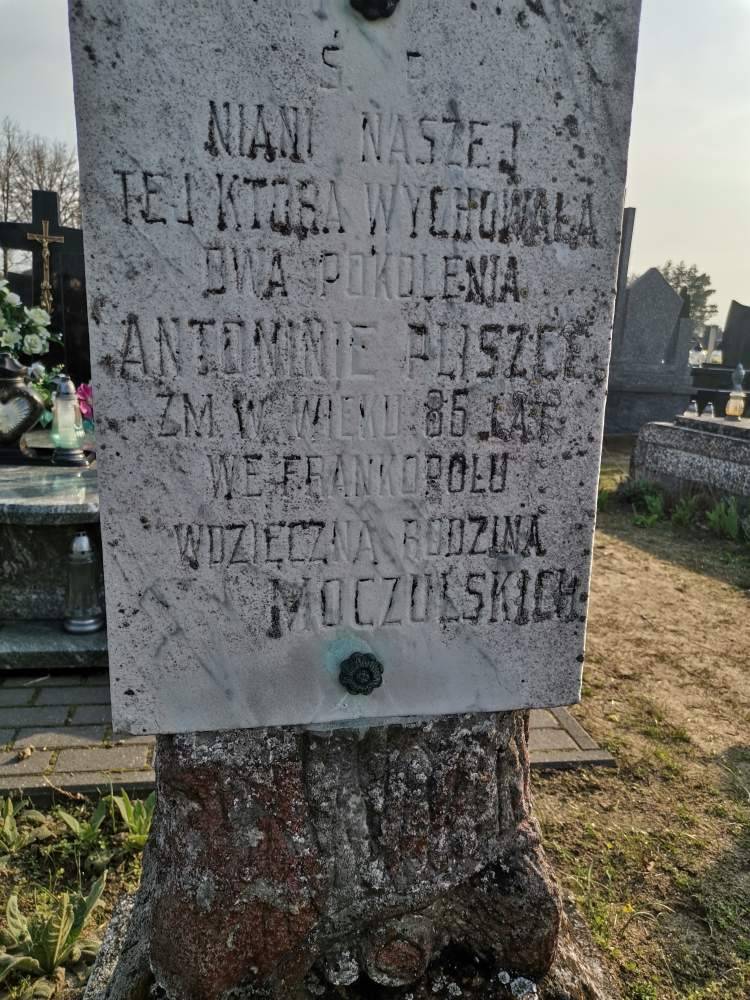 Ś. P.
NIANI NASZEJ
TEJ KTÓRA WYCHOWAŁA
DWA POKOLENIA
ANTONINIE PLISZCE
ZM. W WIEKU 85 LAT
WE FRANKOPOLU
WDZIĘCZNA RODZINA
MOCZULSKICH